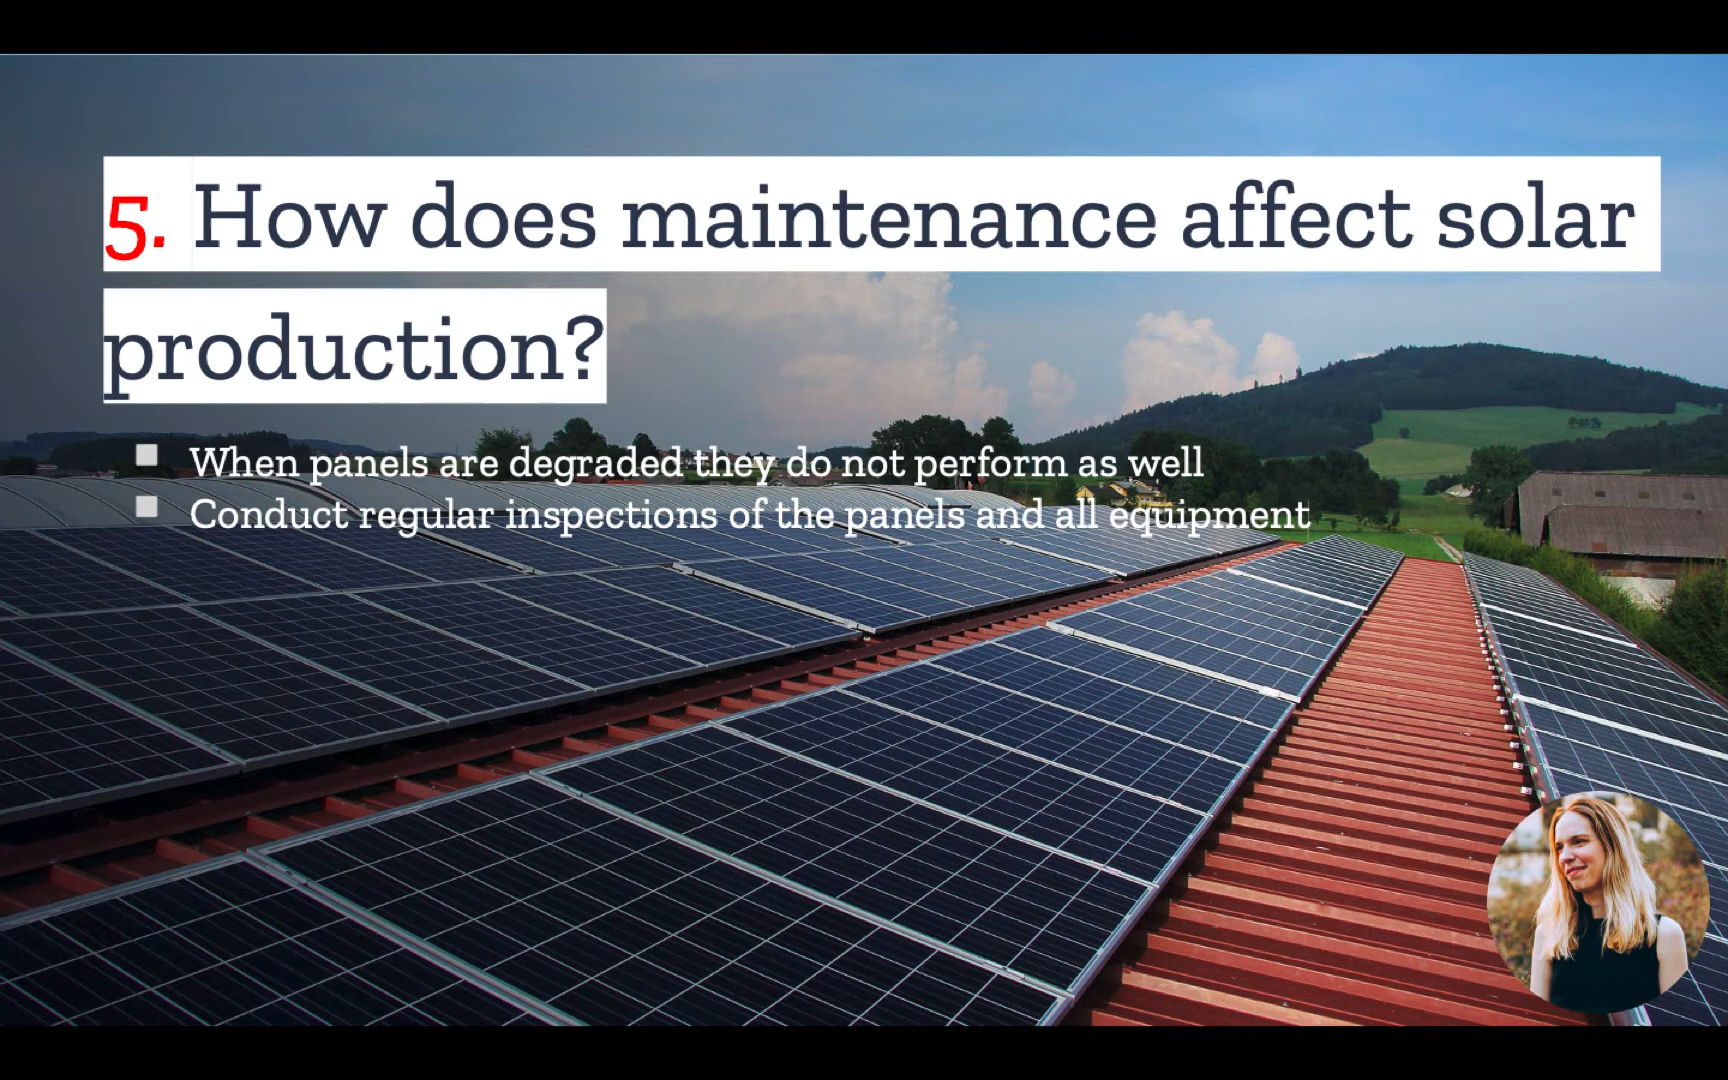 5. How does maintenance affect solar
production?
When panels are degraded they do not perform as well
Conduct regular inspections of the panels and all equipment